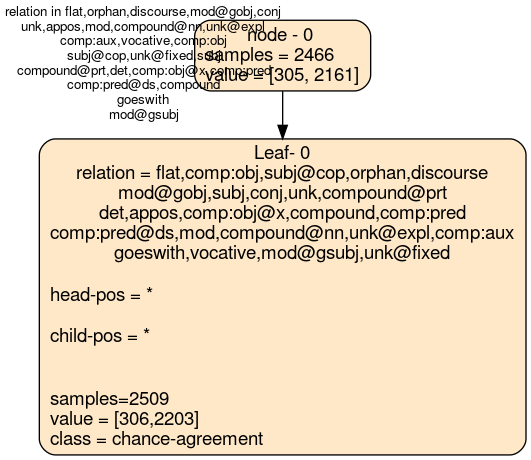 relation in flat,orphan,discourse,mod@gobj,conj
unk,appos,mod,compound@nn,unk@expl
comp:aux,vocative,comp:obj
subj@cop,unk@fixed,subj
compound@prt,det,comp:obj@x,comp:pred
comp:pred@ds,compound
goeswith
mod@gsubj
node - 0
samples = 2466
value = [305, 2161]
Leaf- 0
relation = flat,comp:obj,subj@cop,orphan,discourse
mod@gobj,subj,conj,unk,compound@prt
det,appos,comp:obj@x,compound,comp:pred
comp:pred@ds,mod,compound@nn,unk@expl,comp:aux
goeswith,vocative,mod@gsubj,unk@fixed
head-pos = *
child-pos = *
samples=2509
value = [306,2203]
class = chance-agreement